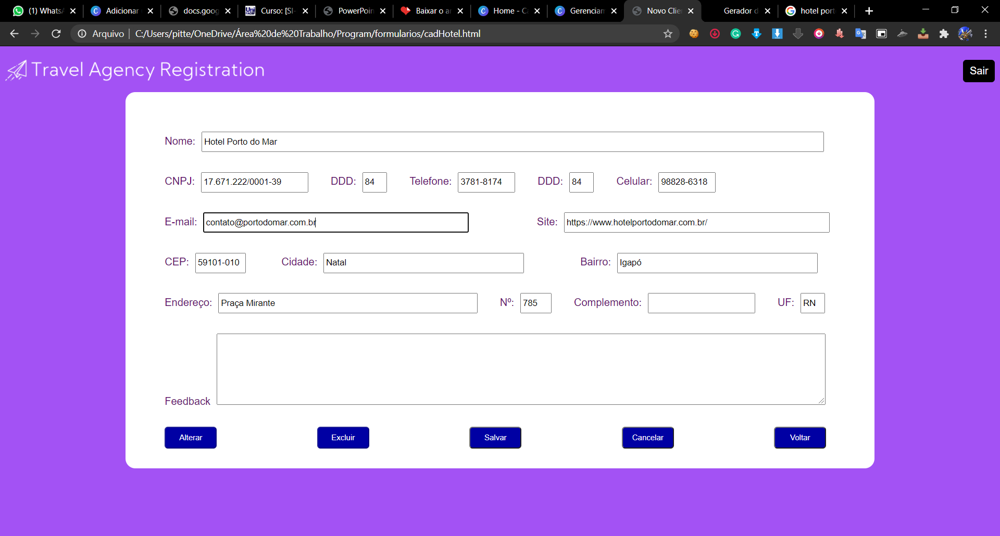 (1) WhatsA
Adicionar
docs.goog
Curso: [SI-
PowerPoin
Baixar o ar
Home - Ca
Gerenciam
Novo Clie
Gerador d
hotel port
Arquivo | C:/Users/pitte/OneDrive/Área%20de%20Trabalho/Program/formularios/cadHotel.html
Travel Agency Registration
Sair
Nome: Hotel Porto do Mar
CNPJ: 17.671.222/0001-39 DDD: 84 Telefone: 3781-8174 DDD: 84 Celular: 98828-6318
E-mail: contato@portodomar.com.br Site: https://www.hotelportodomar.com.br/
CEP: 59101-010 Cidade: Natal Bairro: Igapó
Endereço: Praça Mirante Nº: 785 Complemento: UF: RN
Feedback
Alterar Excluir Salvar Cancelar Voltar